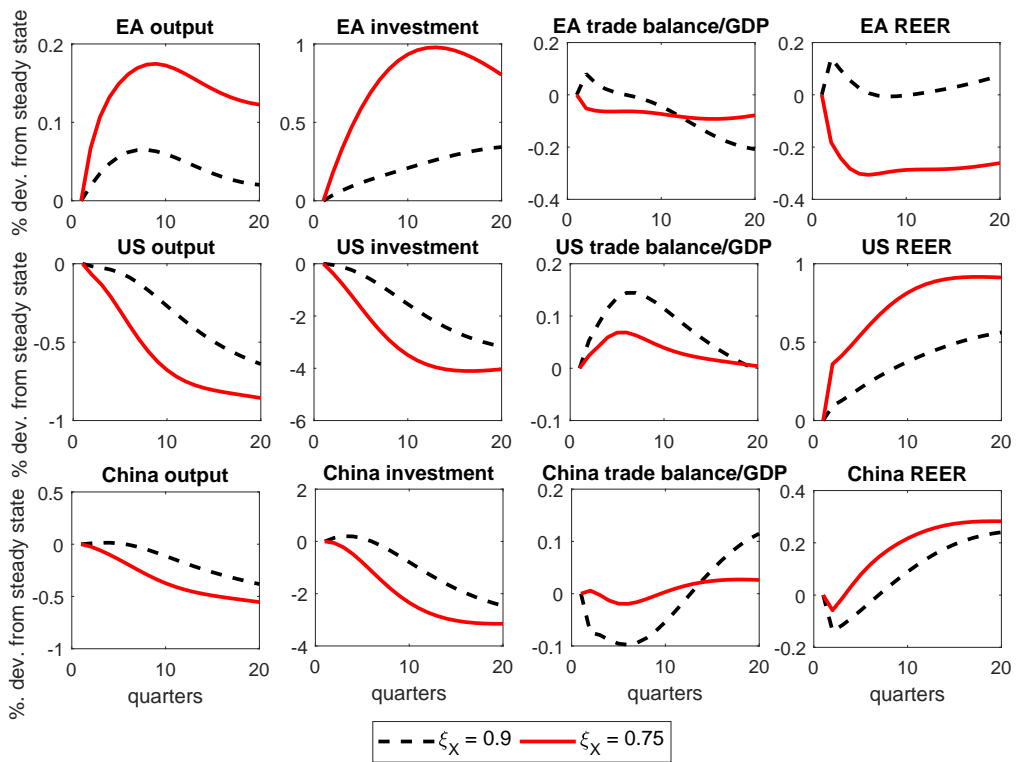 EA output
EA investment
EA trade balance/GDP
EA REER
% dev. from steady state
0.2
0.1
0
0 10 20
1
0.5
0
0 10 20
0.2
0
-0.2
-0.4
0 10 20
0.2
0
-0.2
-0.4
0 10 20
US output
US investment
US trade balance/GDP
US REER
% dev. from steady state
0
-0.5
-1
0 10 20
0
-2
-4
-6
0 10 20
0.2
0.1
0
-0.1
0 10 20
1
0.5
0
0 10 20
China output
China investment
China trade balance/GDP
China REER
%. dev. from steady state
0.5
0
-0.5
-1
0 10 20
quarters
2
0
-2
-4
0 10 20
quarters
0.2
0.1
0
-0.1
0 10 20
quarters
0.4
0.2
0
-0.2
0 10 20
quarters
ξ_X = 0.9
ξ_X = 0.75